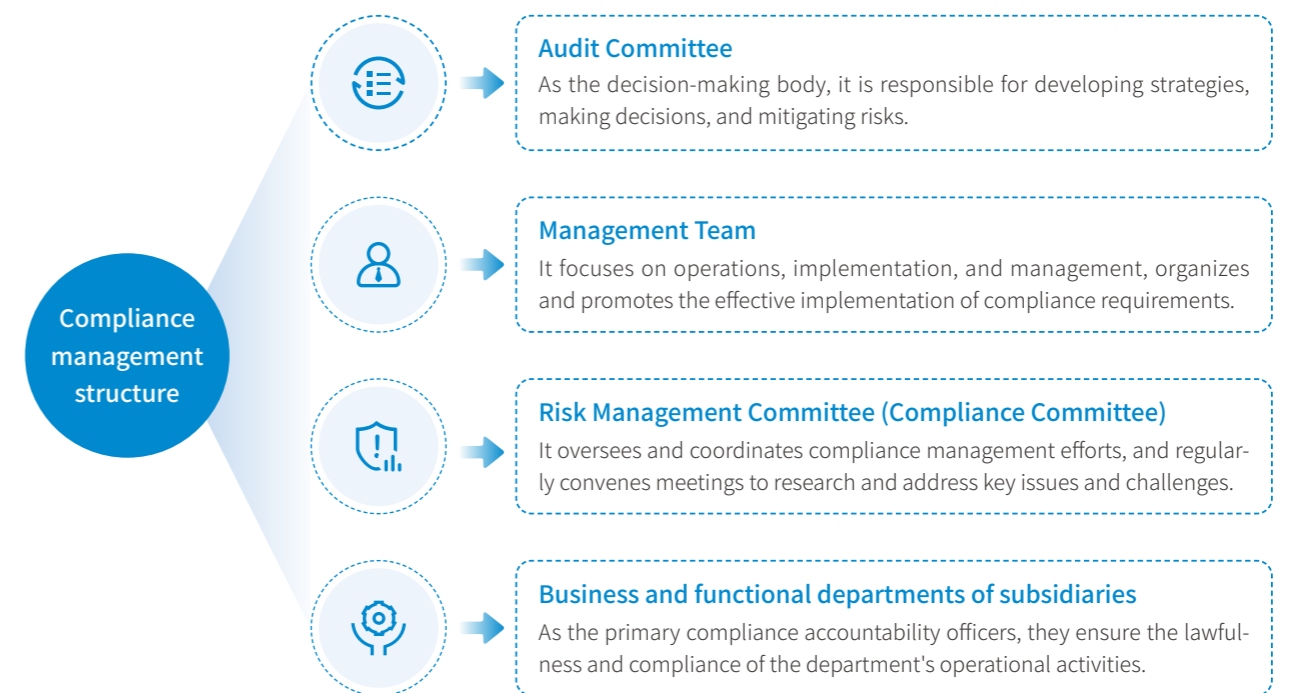 Compliance
management
structure
Audit Committee
As the decision-making body, it is responsible for developing strategies,
making decisions, and mitigating risks.
Management Team
It focuses on operations, implementation, and management, organizes
and promotes the effective implementation of compliance requirements.
Risk Management Committee (Compliance Committee)
It oversees and coordinates compliance management efforts, and regular-
ly convenes meetings to research and address key issues and challenges.
Business and functional departments of subsidiaries
As the primary compliance accountability officers, they ensure the lawful-
ness and compliance of the department's operational activities.